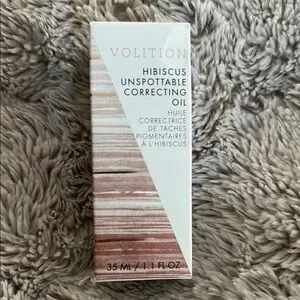 VOLITION
HIBISCUS
UNSPOTTABLE
CORRECTING
OIL
HUILE
CORRECTRICE
DE TACHES
PIGMENTAIRES
À L'HIBISCUS
35 ML / 1.1 FL OZ